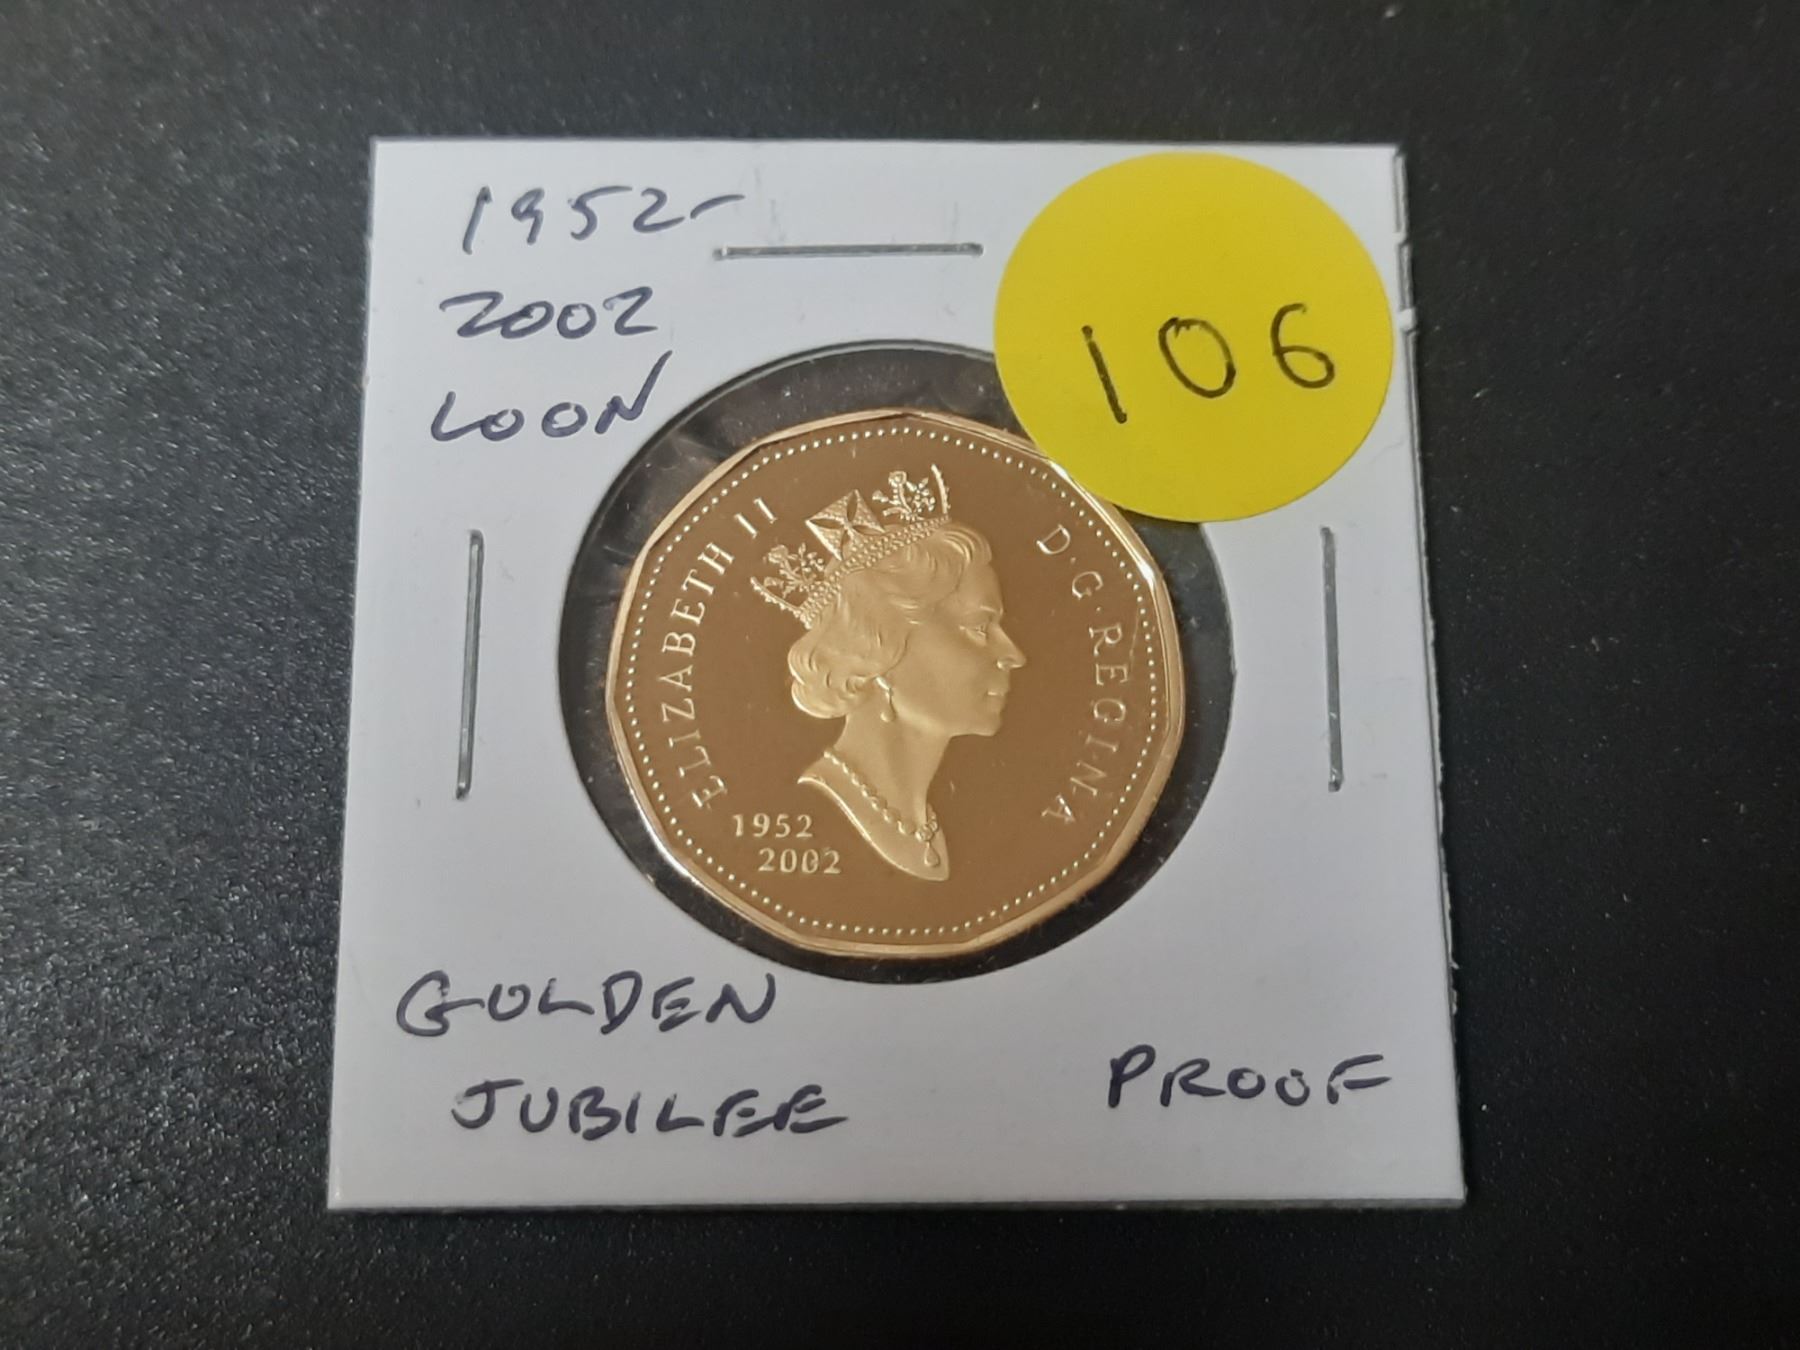 1952-
2002
LOON
106
ELIZABETH II
D·G·REGINA
1952
2002
GOLDEN
JUBILEE
PROOF